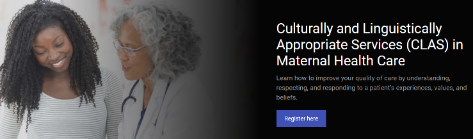 Culturally and Linguistically
Appropriate Services (CLAS) in
Maternal Health Care
Learn how to improve your quality of care by understanding,
respecting, and responding to a patient's experiences, values, and
beliefs.
Register here